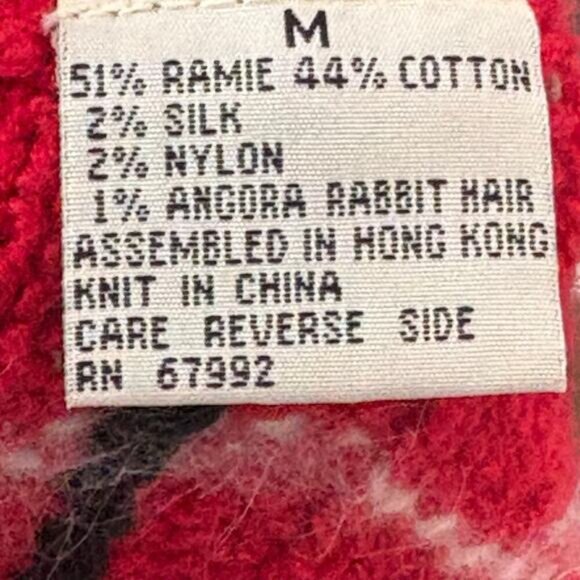 M
51% RAMIE 44% COTTON
2% SILK
2% NYLON
1% ANGORA RABBIT HAIR
ASSEMBLED IN HONG KONG
KNIT IN CHINA
CARE REVERSE SIDE
RN 67992